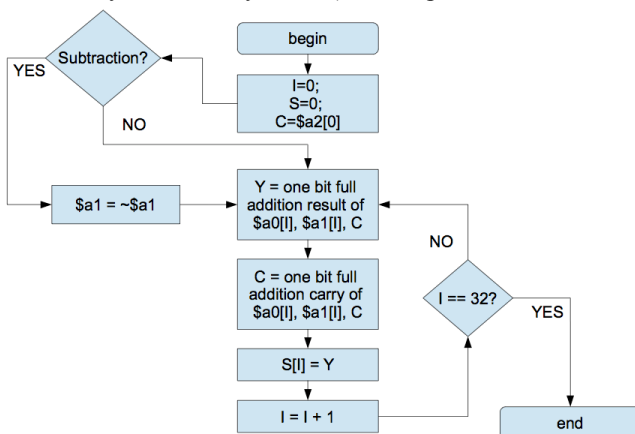 begin
I=0;
S=0;
C=$a2[0]
Subtraction?
YES
NO
$a1 = ~$a1
Y = one bit full
addition result of
$a0[I], $a1[I], C
C = one bit full
addition carry of
$a0[I], $a1[I], C
S[I] = Y
I = I + 1
I == 32?
NO
YES
end